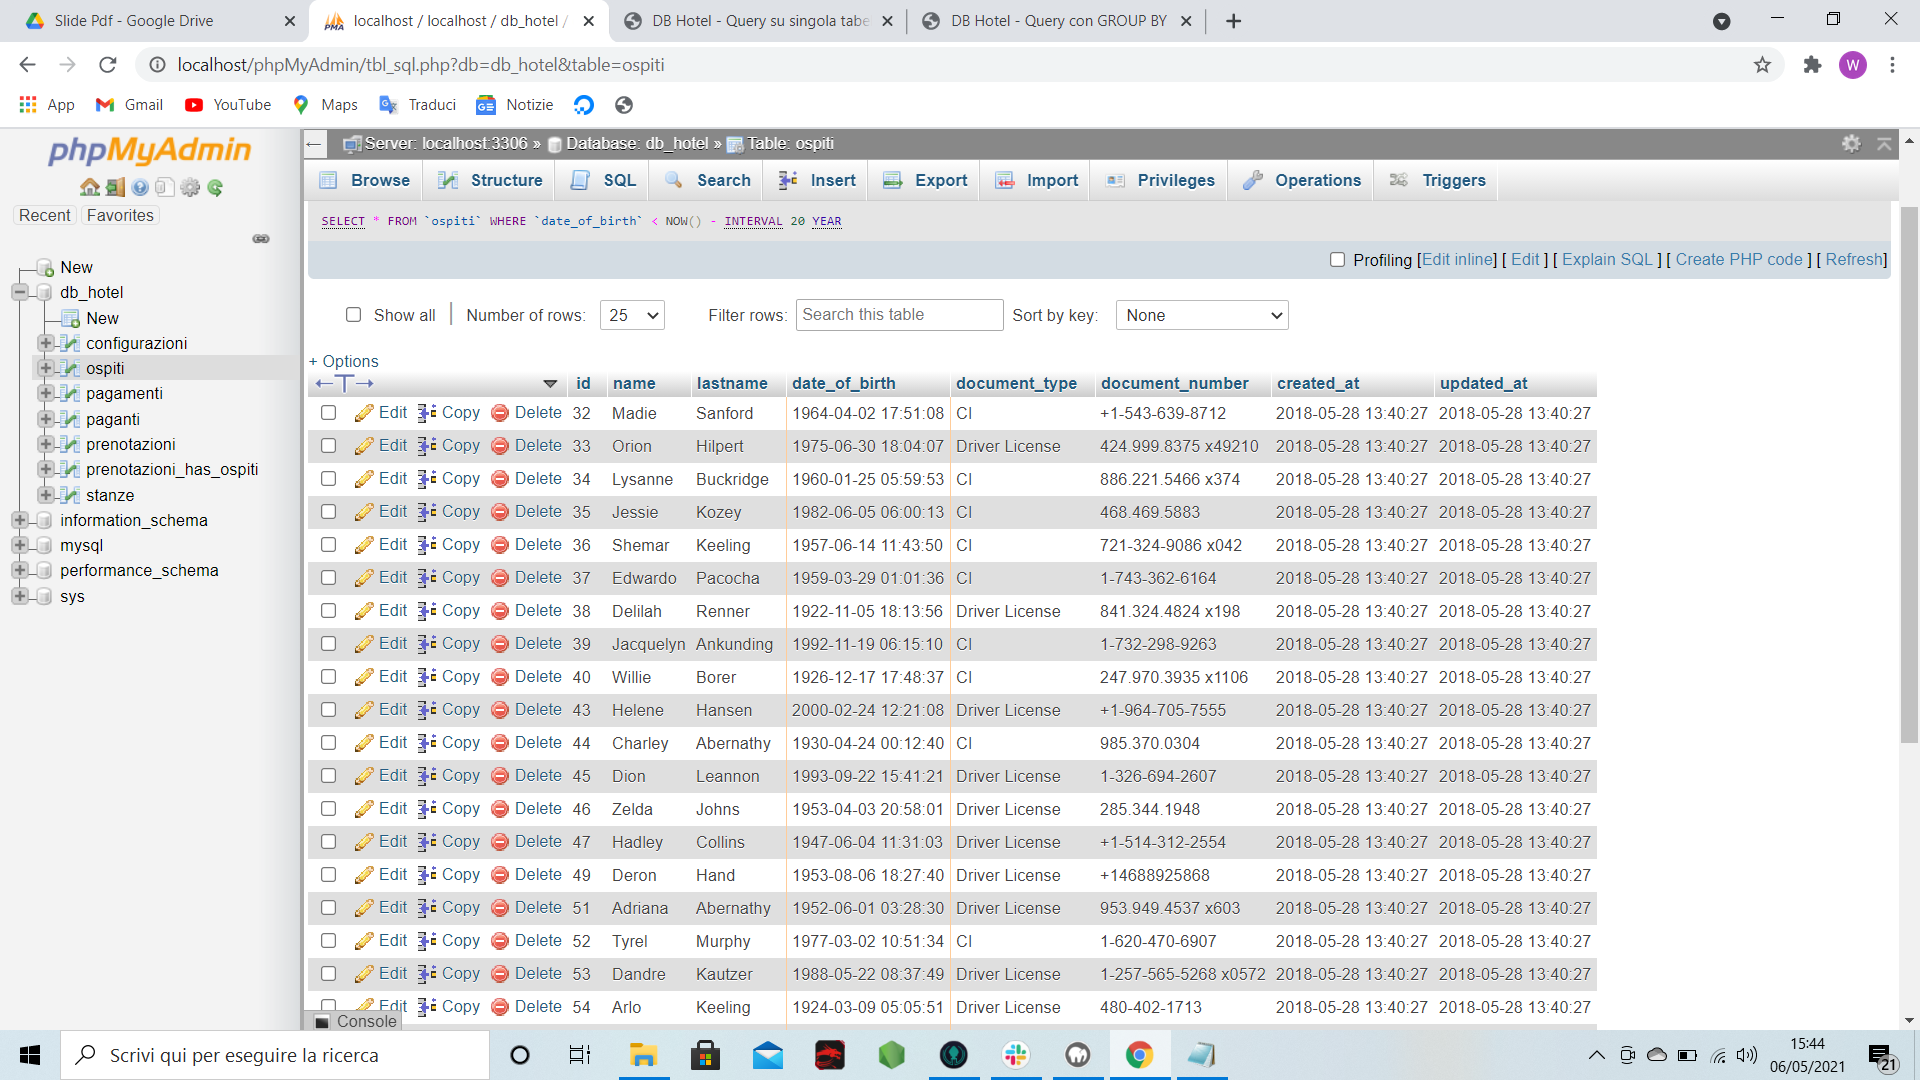 Slide Pdf - Google Drive
localhost / localhost / db_hotel /
DB Hotel - Query su singola tabe
DB Hotel - Query con GROUP BY
localhost/phpMyAdmin/tbl_sql.php?db=db_hotel&table=ospiti
W
App
Gmail
YouTube
Maps
Traduci
Notizie
phpMyAdmin
Recent
Favorites
New
db_hotel
New
configurazioni
ospiti
pagamenti
paganti
prenotazioni
prenotazioni_has_ospiti
stanze
information_schema
mysql
performance_schema
sys
Server: localhost:3306 » Database: db_hotel » Table: ospiti
Browse Structure SQL Search Insert Export Import Privileges Operations Triggers
SELECT * FROM `ospiti` WHERE `date_of_birth` < NOW() - INTERVAL 20 YEAR
Profiling [Edit inline] [ Edit ] [ Explain SQL ] [ Create PHP code ] [ Refresh]
Show all | Number of rows: 25 Filter rows: Search this table Sort by key: None
+ Options
←T→ id name lastname date_of_birth document_type document_number created_at updated_at
Edit Copy Delete 32 Madie Sanford 1964-04-02 17:51:08 CI +1-543-639-8712 2018-05-28 13:40:27 2018-05-28 13:40:27
Edit Copy Delete 33 Orion Hilpert 1975-06-30 18:04:07 Driver License 424.999.8375 x49210 2018-05-28 13:40:27 2018-05-28 13:40:27
Edit Copy Delete 34 Lysanne Buckridge 1960-01-25 05:59:53 CI 886.221.5466 x374 2018-05-28 13:40:27 2018-05-28 13:40:27
Edit Copy Delete 35 Jessie Kozey 1982-06-05 06:00:13 CI 468.469.5883 2018-05-28 13:40:27 2018-05-28 13:40:27
Edit Copy Delete 36 Shemar Keeling 1957-06-14 11:43:50 CI 721-324-9086 x042 2018-05-28 13:40:27 2018-05-28 13:40:27
Edit Copy Delete 37 Edwardo Pacocha 1959-03-29 01:01:36 CI 1-743-362-6164 2018-05-28 13:40:27 2018-05-28 13:40:27
Edit Copy Delete 38 Delilah Renner 1922-11-05 18:13:56 Driver License 841.324.4824 x198 2018-05-28 13:40:27 2018-05-28 13:40:27
Edit Copy Delete 39 Jacquelyn Ankunding 1992-11-19 06:15:10 CI 1-732-298-9263 2018-05-28 13:40:27 2018-05-28 13:40:27
Edit Copy Delete 40 Willie Borer 1926-12-17 17:48:37 CI 247.970.3935 x1106 2018-05-28 13:40:27 2018-05-28 13:40:27
Edit Copy Delete 43 Helene Hansen 2000-02-24 12:21:08 Driver License +1-964-705-7555 2018-05-28 13:40:27 2018-05-28 13:40:27
Edit Copy Delete 44 Charley Abernathy 1930-04-24 00:12:40 CI 985.370.0304 2018-05-28 13:40:27 2018-05-28 13:40:27
Edit Copy Delete 45 Dion Leannon 1993-09-22 15:41:21 Driver License 1-326-694-2607 2018-05-28 13:40:27 2018-05-28 13:40:27
Edit Copy Delete 46 Zelda Johns 1953-04-03 20:58:01 Driver License 285.344.1948 2018-05-28 13:40:27 2018-05-28 13:40:27
Edit Copy Delete 47 Hadley Collins 1947-06-04 11:31:03 Driver License +1-514-312-2554 2018-05-28 13:40:27 2018-05-28 13:40:27
Edit Copy Delete 49 Deron Hand 1953-08-06 18:27:40 Driver License +14688925868 2018-05-28 13:40:27 2018-05-28 13:40:27
Edit Copy Delete 51 Adriana Abernathy 1952-06-01 03:28:30 Driver License 953.949.4537 x603 2018-05-28 13:40:27 2018-05-28 13:40:27
Edit Copy Delete 52 Tyrel Murphy 1977-03-02 10:51:34 CI 1-620-470-6907 2018-05-28 13:40:27 2018-05-28 13:40:27
Edit Copy Delete 53 Dandre Kautzer 1988-05-22 08:37:49 Driver License 1-257-565-5268 x0572 2018-05-28 13:40:27 2018-05-28 13:40:27
Edit Copy Delete 54 Arlo Keeling 1924-03-09 05:05:51 Driver License 480-402-1713 2018-05-28 13:40:27 2018-05-28 13:40:27
Console
Scrivi qui per eseguire la ricerca
15:44
06/05/2021
21